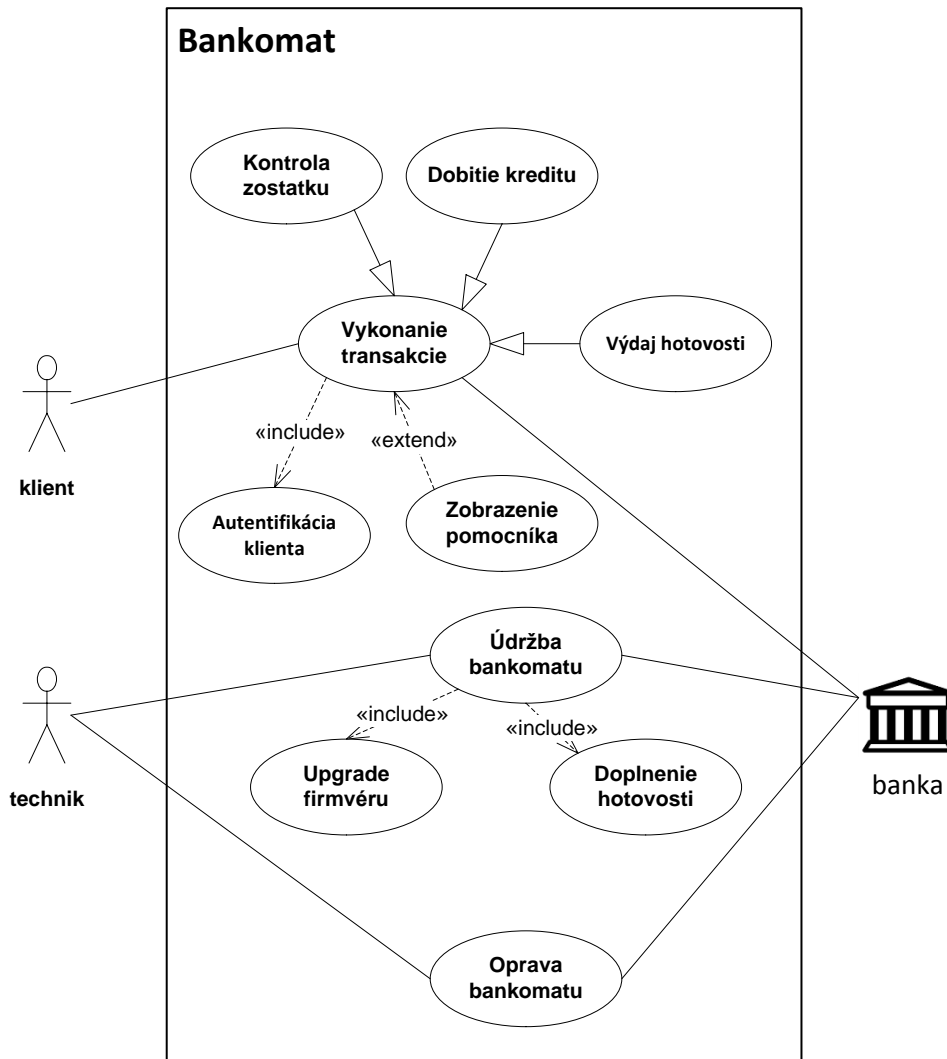 Bankomat
Kontrola
zostatku
Dobitie kreditu
Vykonanie
transakcie
Výdaj hotovosti
klient
«include»
«extend»
Autentifikácia
klienta
Zobrazenie
pomocníka
Údržba
bankomatu
technik
«include»
«include»
banka
Upgrade
firmvéru
Doplnenie
hotovosti
Oprava
bankomatu